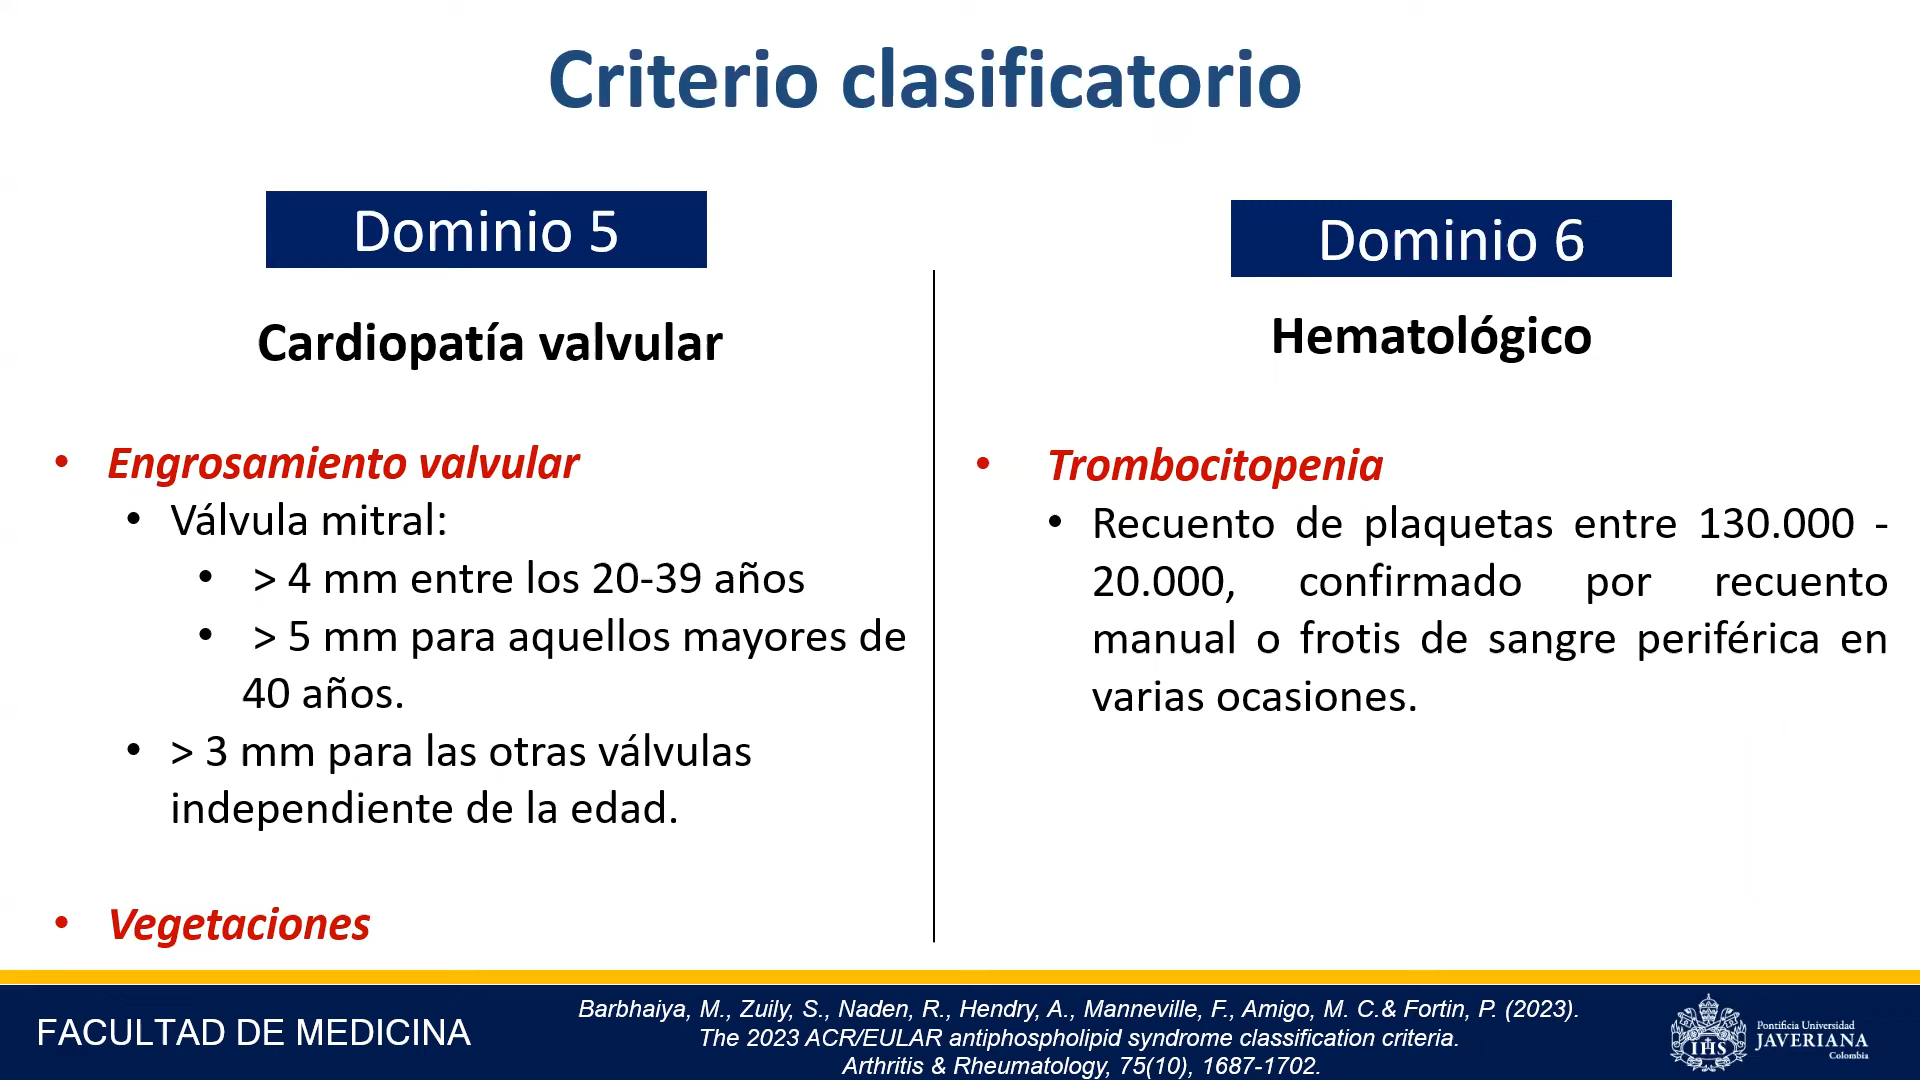 Criterio clasificatorio
Dominio 5
Cardiopatía valvular
• Engrosamiento valvular
• Válvula mitral:
• > 4 mm entre los 20-39 años
• > 5 mm para aquellos mayores de
40 años.
• > 3 mm para las otras válvulas
independiente de la edad.
• Vegetaciones
Dominio 6
Hematológico
• Trombocitopenia
• Recuento de plaquetas entre 130.000 -
20.000, confirmado por recuento
manual o frotis de sangre periférica en
varias ocasiones.
FACULTAD DE MEDICINA
Barbhaiya, M., Zuily, S., Naden, R., Hendry, A., Manneville, F., Amigo, M. C.& Fortin, P. (2023).
The 2023 ACR/EULAR antiphospholipid syndrome classification criteria.
Arthritis & Rheumatology, 75(10), 1687-1702.
IHS
Pontificia Universidad
JAVERIANA
Colombia